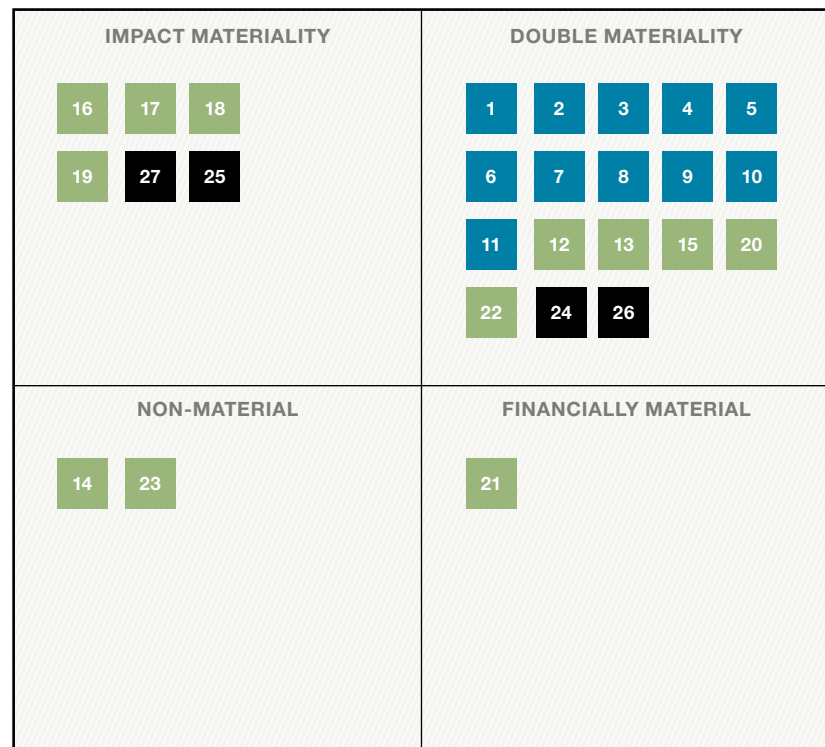 IMPACT MATERIALITY
16 17 18
19 27 25
DOUBLE MATERIALITY
1 2 3 4 5
6 7 8 9 10
11 12 13 15 20
22 24 26
NON-MATERIAL
14 23
FINANCIALLY MATERIAL
21